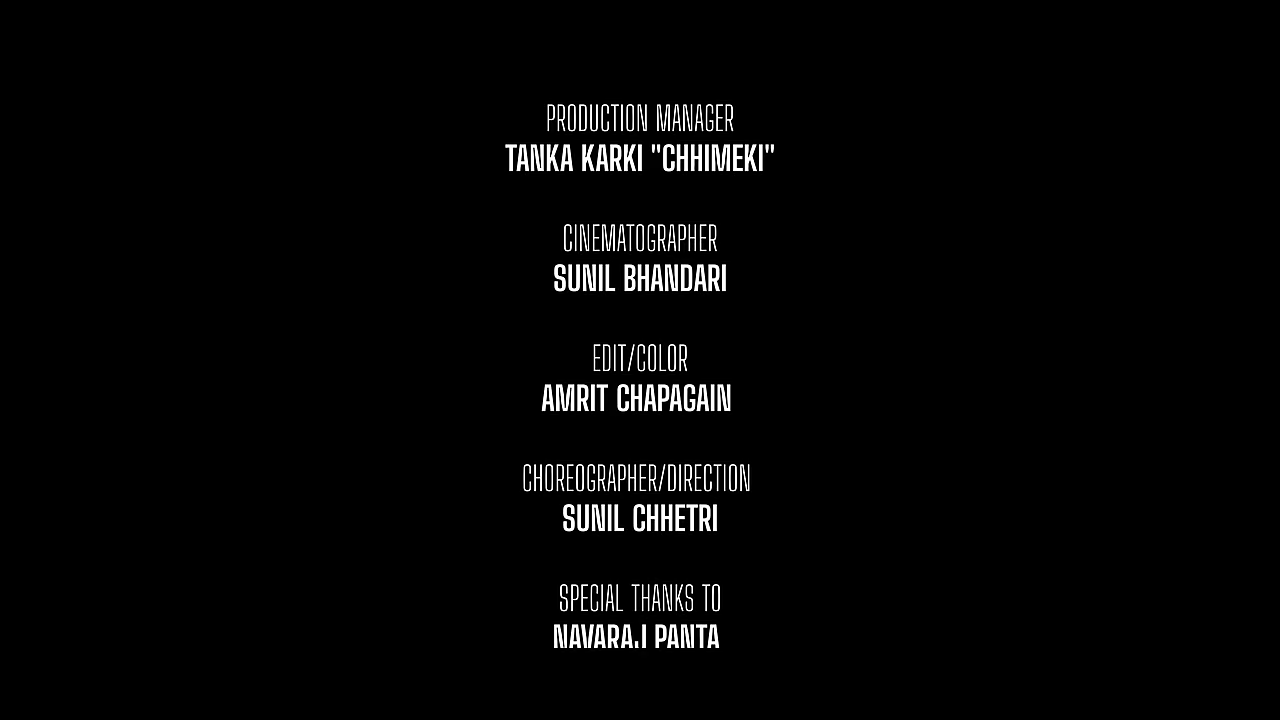 PRODUCTION MANAGER
TANKA KARKI "CHHIMEKI"
CINEMATOGRAPHER
SUNIL BHANDARI
EDIT/COLOR
AMRIT CHAPAGAIN
CHOREOGRAPHER/DIRECTION
SUNIL CHHETRI
SPECIAL THANKS TO
NAVARAJ PANTA